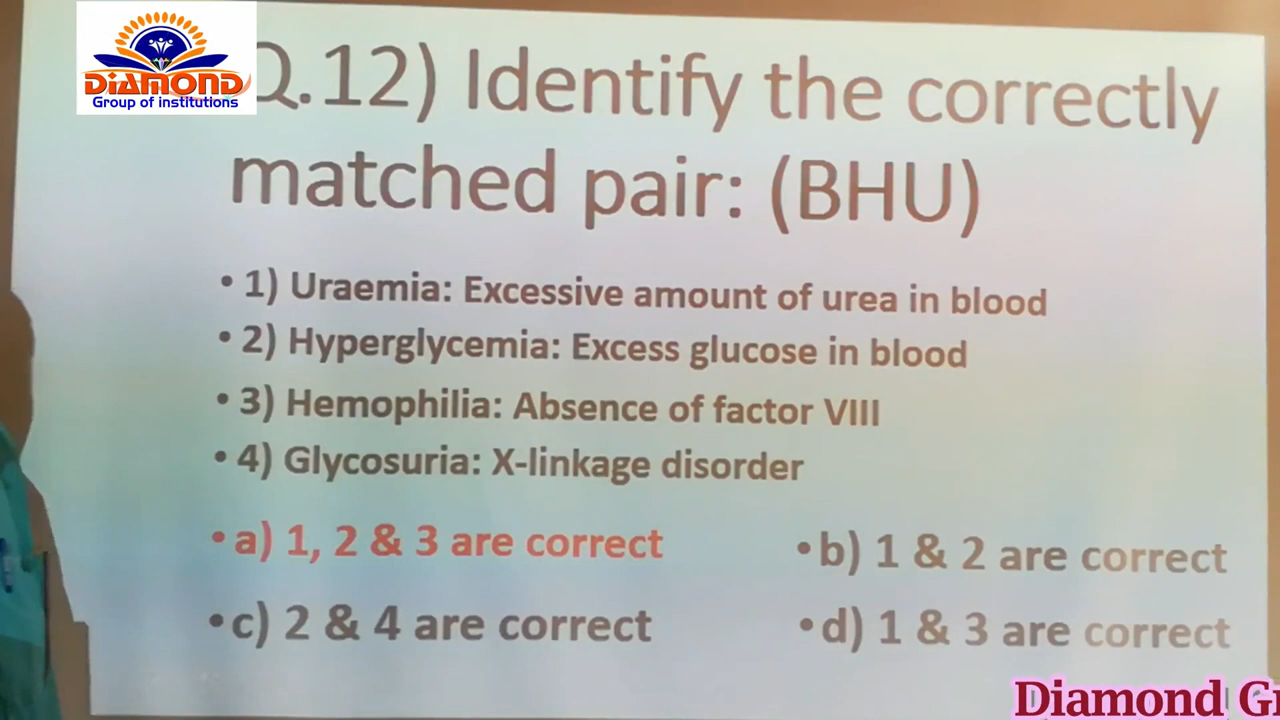 DIAMOND
Group of institutions
Q.12) Identify the correctly
matched pair: (BHU)
• 1) Uraemia: Excessive amount of urea in blood
• 2) Hyperglycemia: Excess glucose in blood
• 3) Hemophilia: Absence of factor VIII
• 4) Glycosuria: X-linkage disorder
• a) 1, 2 & 3 are correct
• b) 1 & 2 are correct
• c) 2 & 4 are correct
• d) 1 & 3 are correct
Diamond